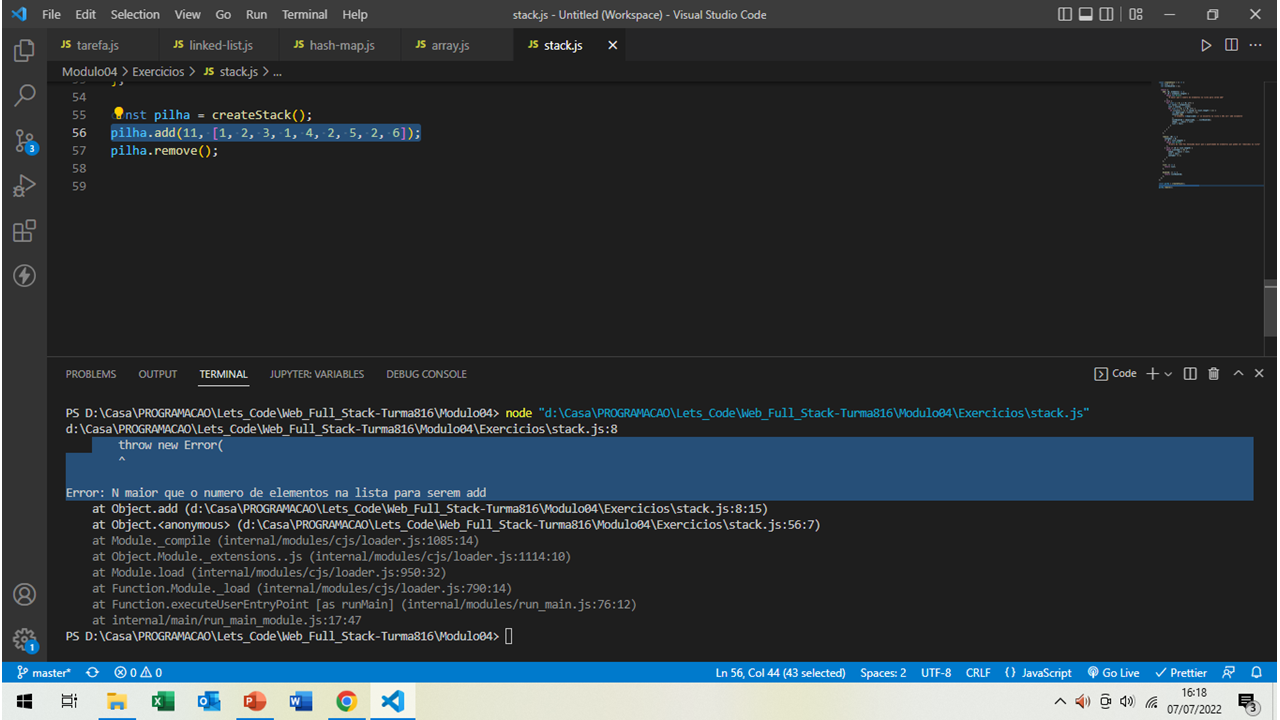 File Edit Selection View Go Run Terminal Help stack.js - Untitled (Workspace) - Visual Studio Code
JS tarefa.js JS linked-list.js JS hash-map.js JS array.js JS stack.js
Modulo04 > Exercicios > JS stack.js > ...
54
55 nst pilha = createStack();
56 pilha.add(11, [1, 2, 3, 1, 4, 2, 5, 2, 6]);
57 pilha.remove();
58
59
3
PROBLEMS OUTPUT TERMINAL JUPYTER: VARIABLES DEBUG CONSOLE Code
PS D:\Casa\PROGRAMACAO\Lets_Code\Web_Full_Stack-Turma816\Modulo04> node "d:\Casa\PROGRAMACAO\Lets_Code\Web_Full_Stack-Turma816\Modulo04\Exercicios\stack.js"
d:\Casa\PROGRAMACAO\Lets_Code\Web_Full_Stack-Turma816\Modulo04\Exercicios\stack.js:8
throw new Error(
^
Error: N maior que o numero de elementos na lista para serem add
at Object.add (d:\Casa\PROGRAMACAO\Lets_Code\Web_Full_Stack-Turma816\Modulo04\Exercicios\stack.js:8:15)
at Object.<anonymous> (d:\Casa\PROGRAMACAO\Lets_Code\Web_Full_Stack-Turma816\Modulo04\Exercicios\stack.js:56:7)
at Module._compile (internal/modules/cjs/loader.js:1085:14)
at Object.Module._extensions..js (internal/modules/cjs/loader.js:1114:10)
at Module.load (internal/modules/cjs/loader.js:950:32)
at Function.Module._load (internal/modules/cjs/loader.js:790:14)
at Function.executeUserEntryPoint [as runMain] (internal/modules/run_main.js:76:12)
at internal/main/run_main_module.js:17:47
PS D:\Casa\PROGRAMACAO\Lets_Code\Web_Full_Stack-Turma816\Modulo04>
1
master* 0 0 Ln 56, Col 44 (43 selected) Spaces: 2 UTF-8 CRLF {} JavaScript Go Live Prettier
16:18
07/07/2022
3